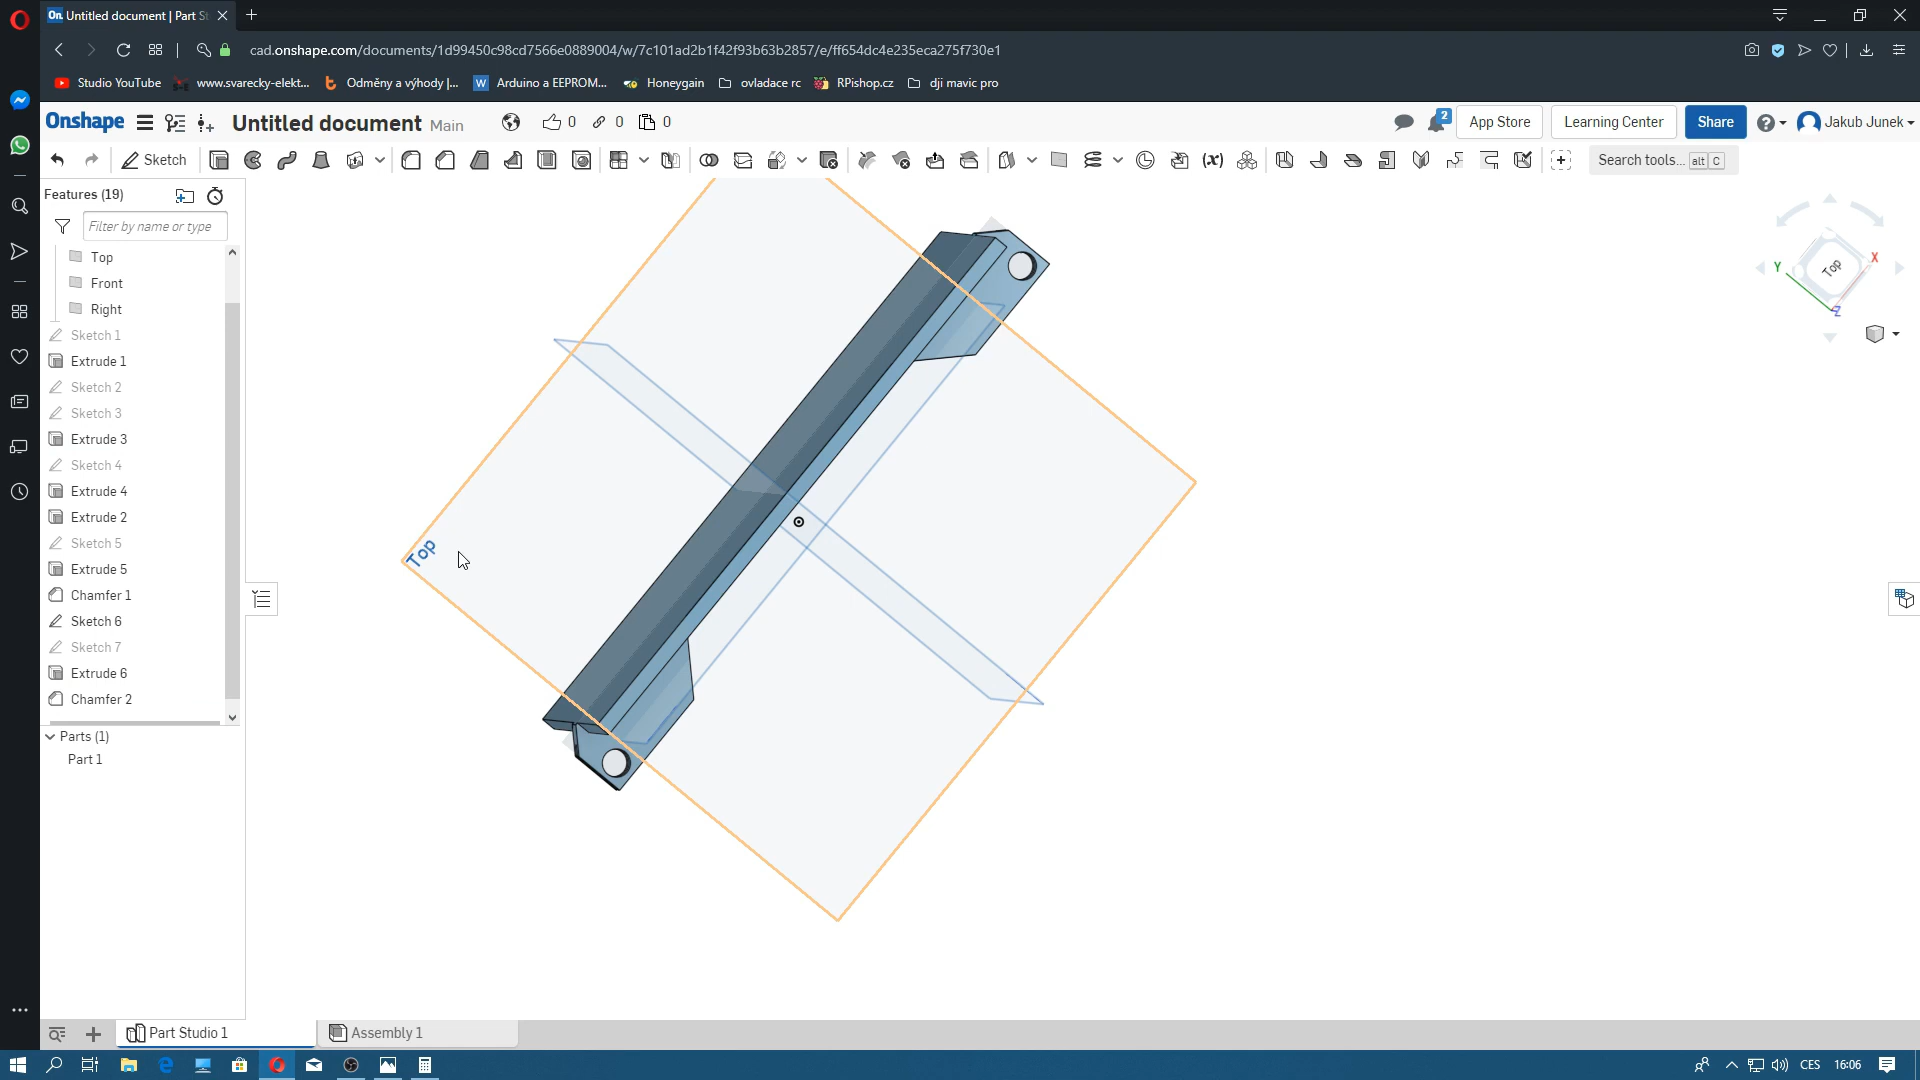 On Untitled document | Part S
cad.onshape.com/documents/1d99450c98cd7566e0889004/w/7c101ad2b1f42f93b63b2857/e/ff654dc4e235eca275f730e1
Studio YouTube www.svarecky-elekt... Odměny a výhody |... W Arduino a EEPROM... Honeygain ovladace rc RPishop.cz dji mavic pro
Onshape Untitled document Main 0 0 0 2 App Store Learning Center Share Jakub Junek
Sketch (x) Search tools... alt C
Features (19)
Filter by name or type
Top
Front
Right
Sketch 1
Extrude 1
Sketch 2
Sketch 3
Extrude 3
Sketch 4
Extrude 4
Extrude 2
Sketch 5
Extrude 5
Chamfer 1
Sketch 6
Sketch 7
Extrude 6
Chamfer 2
Parts (1)
Part 1
Top
Y X
Top
Z
Part Studio 1 Assembly 1
CES 16:06